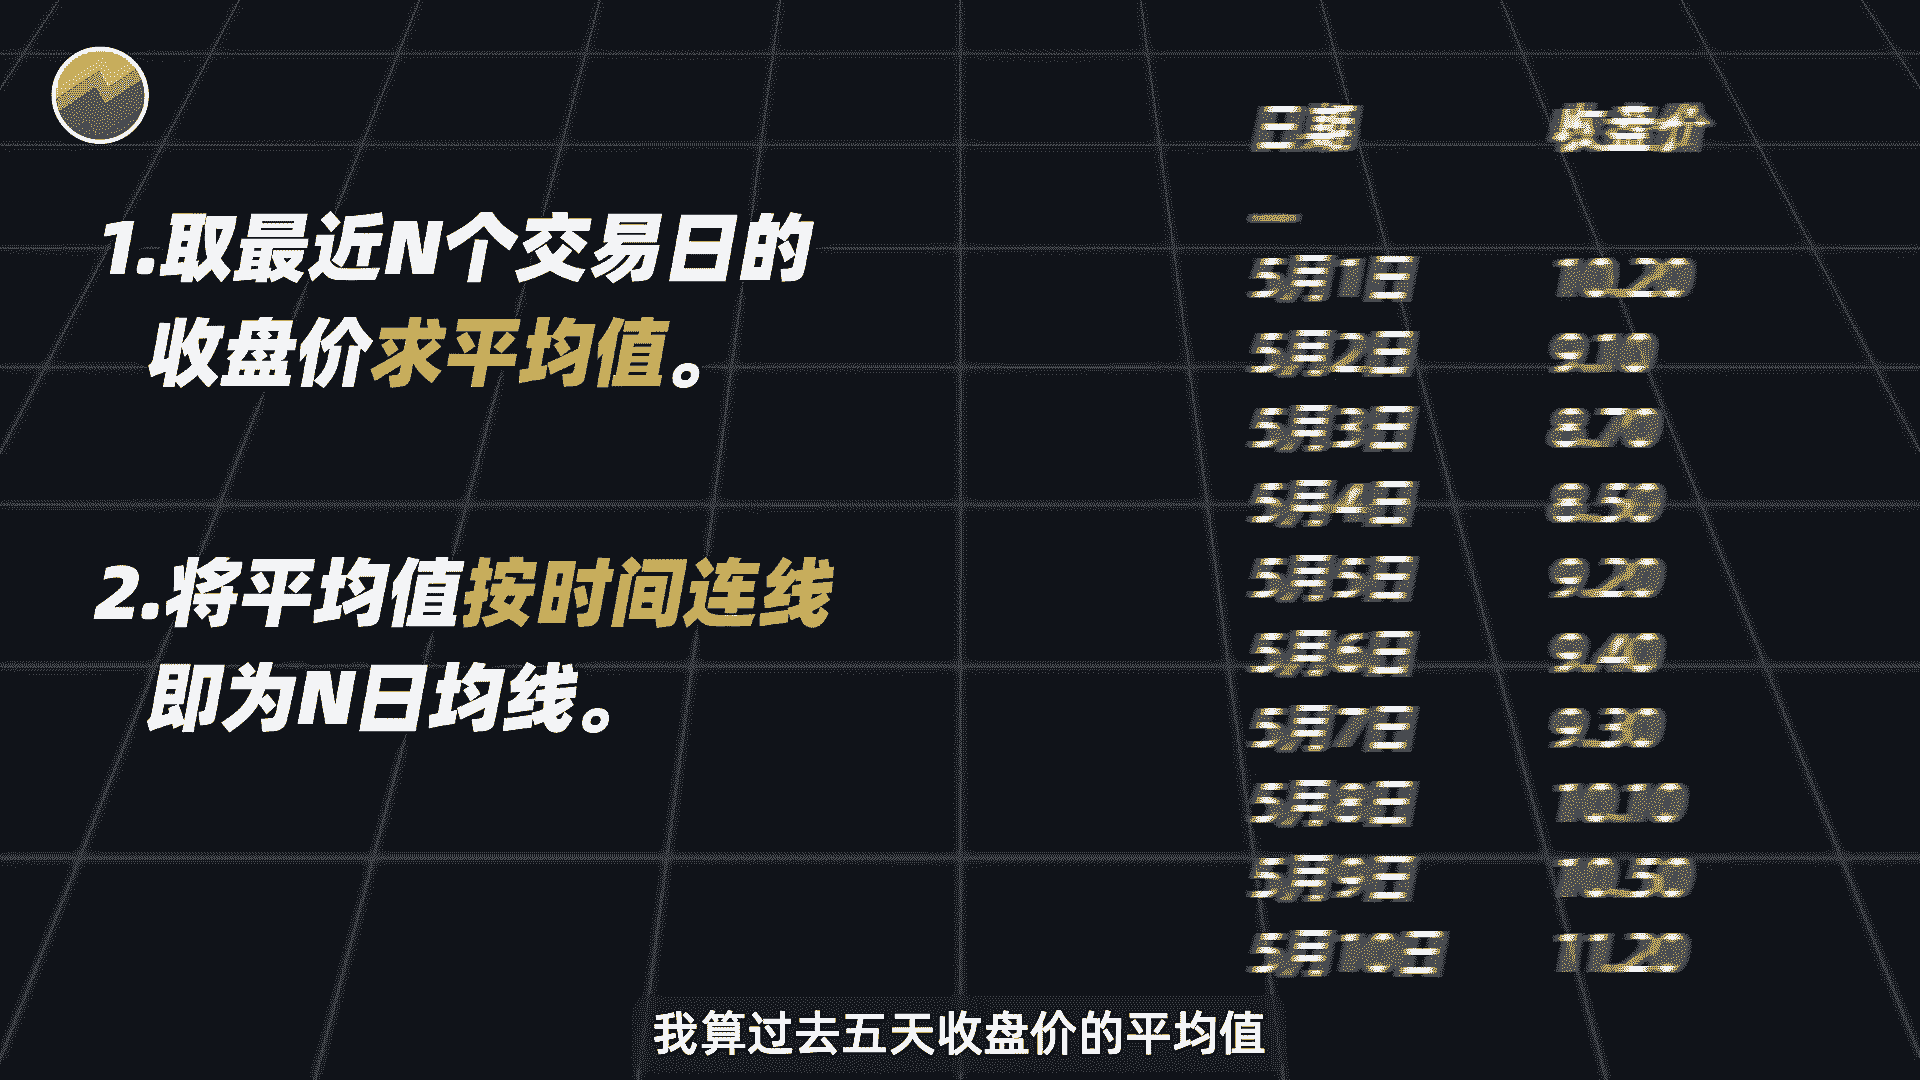 1.取最近N个交易日的
收盘价求平均值。
2.将平均值按时间连线
即为N日均线。
日期 收盘价
5月1日 10.20
5月2日 9.10
5月3日 8.70
5月4日 8.50
5月5日 9.20
5月6日 9.40
5月7日 9.30
5月8日 10.10
5月9日 10.50
5月10日 11.20
我算过去五天收盘价的平均值